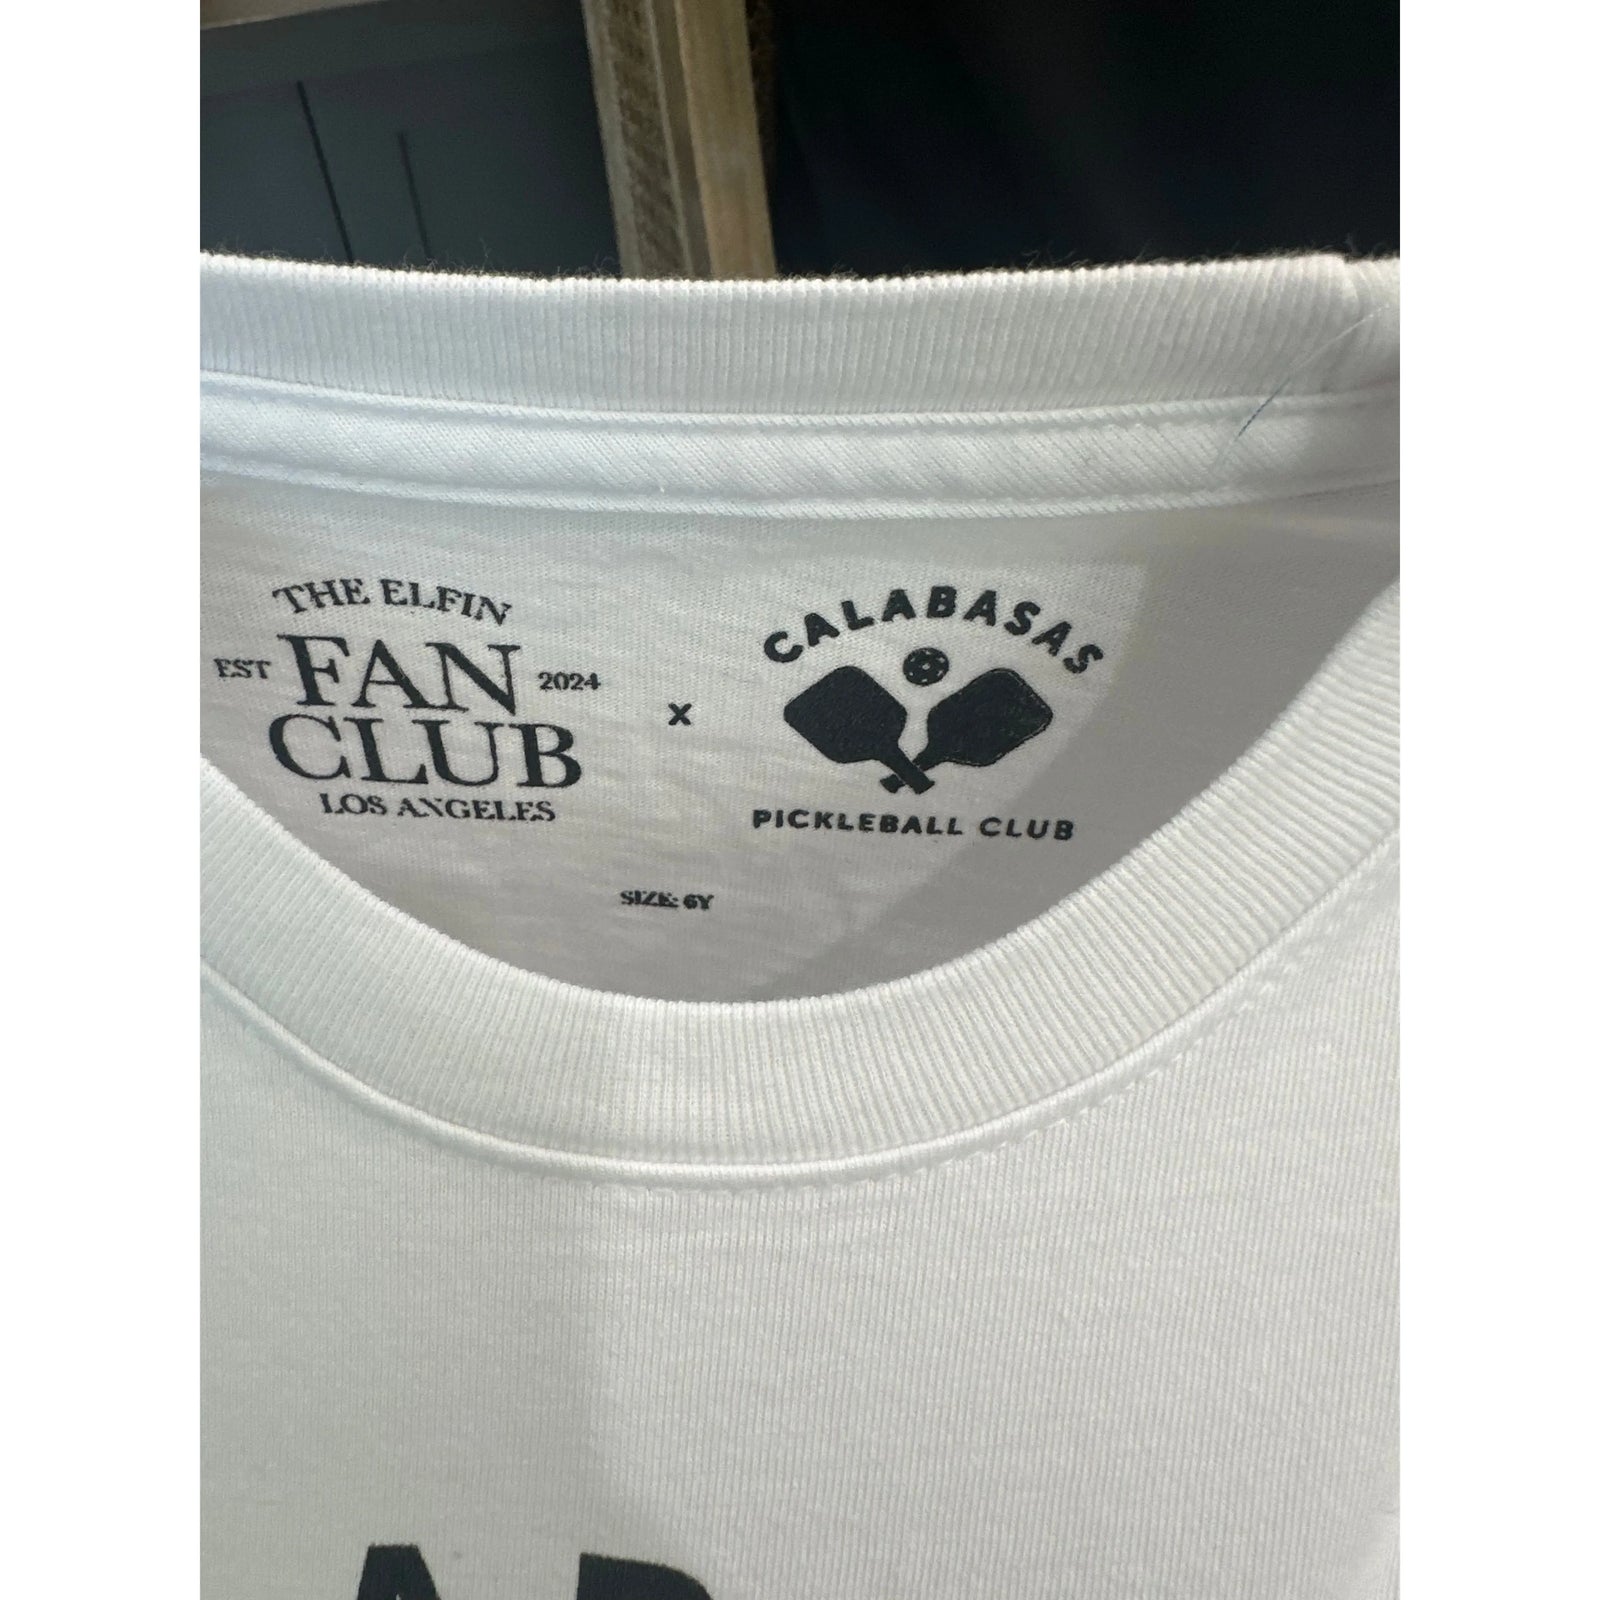 THE ELFIN
EST FAN 2024
CLUB
LOS ANGELES
x
CALABASAS
PICKLEBALL CLUB
SIZE: 6Y